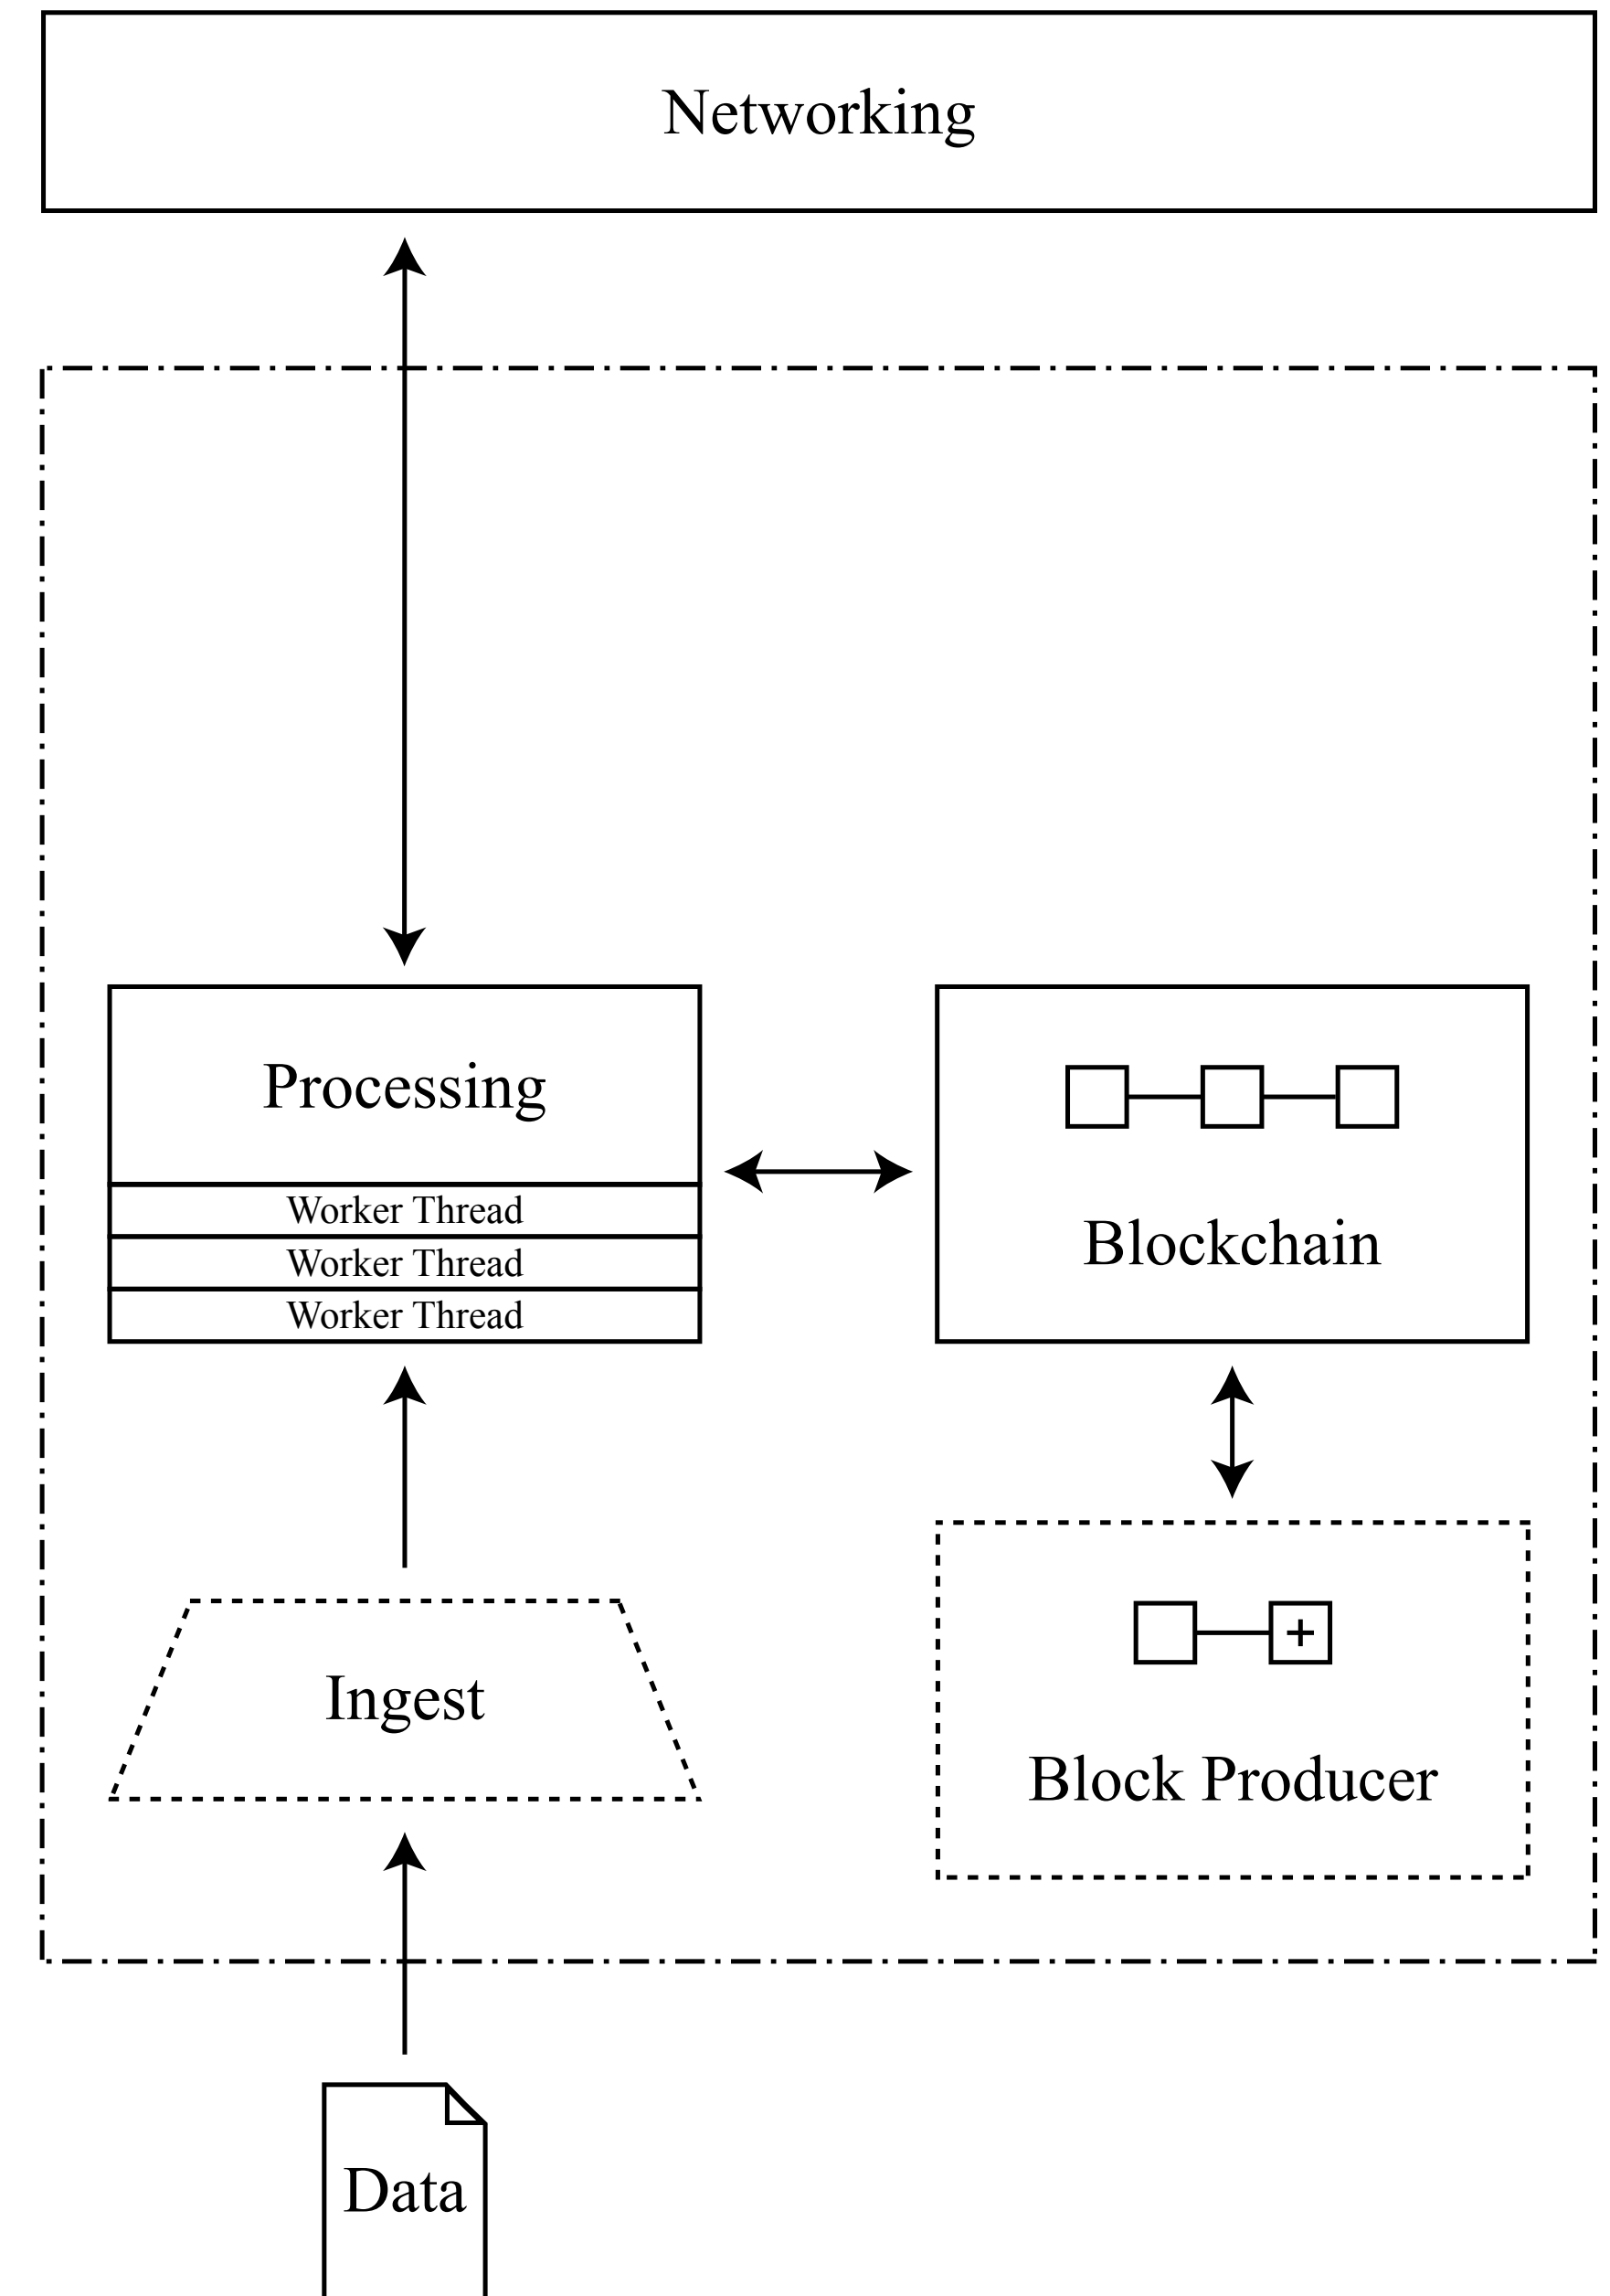 Networking
Processing
Worker Thread
Worker Thread
Worker Thread
Blockchain
Ingest
+
Block Producer
Data